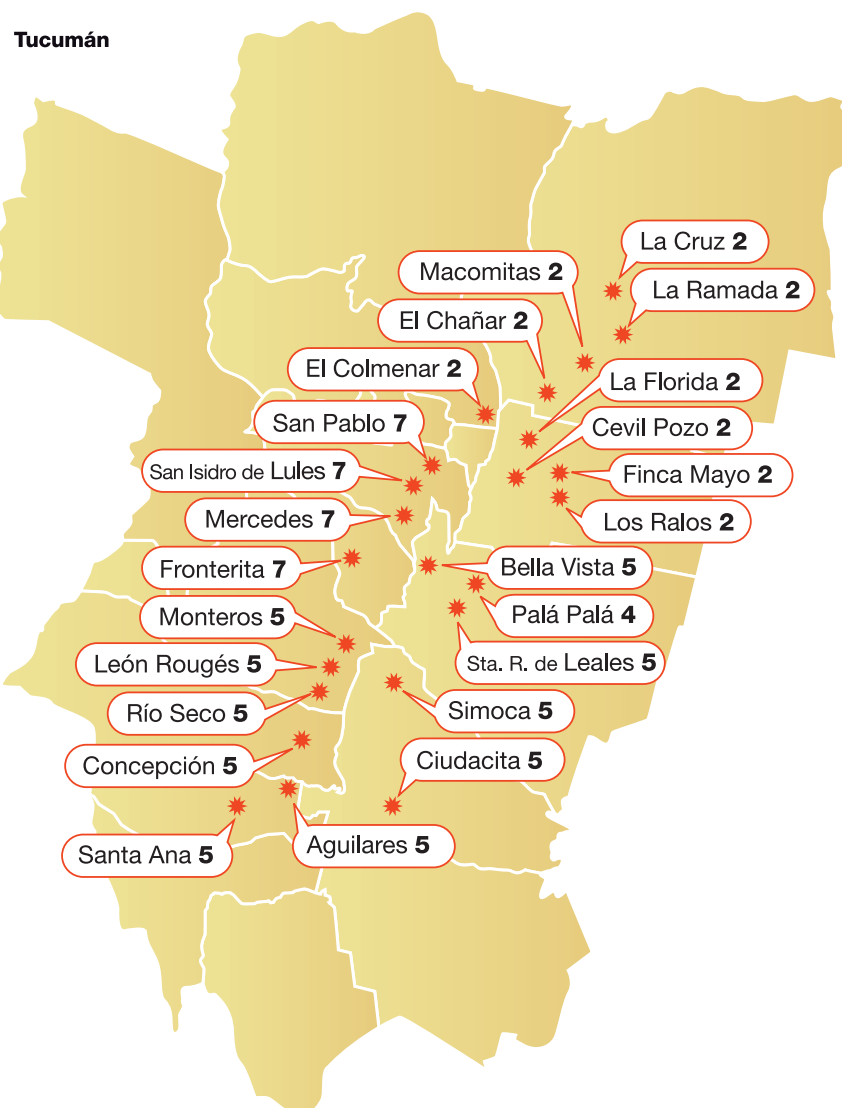 Tucumán
La Cruz 2
Macomitas 2
La Ramada 2
El Chañar 2
El Colmenar 2
La Florida 2
San Pablo 7
Cevil Pozo 2
San Isidro de Lules 7
Finca Mayo 2
Mercedes 7
Los Ralos 2
Fronterita 7
Bella Vista 5
Monteros 5
Palá Palá 4
León Rougés 5
Sta. R. de Leales 5
Río Seco 5
Simoca 5
Concepción 5
Ciudacita 5
Santa Ana 5
Aguilares 5